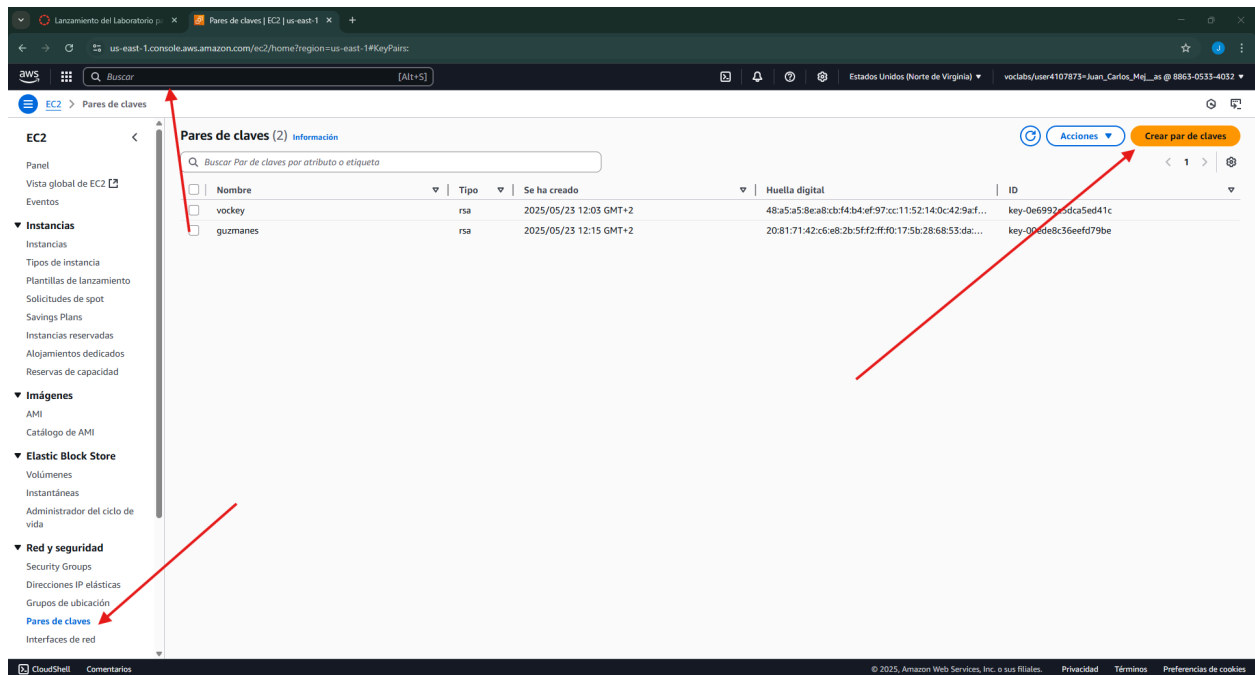 Lanzamiento del Laboratorio pa
Pares de claves | EC2 | us-east-1
us-east-1.console.aws.amazon.com/ec2/home?region=us-east-1#KeyPairs:
J
aws
Buscar
[Alt+S]
Estados Unidos (Norte de Virginia)
voclabs/user4107873=Juan_Carlos_Mej__as @ 8863-0533-4032
EC2 > Pares de claves
EC2
Panel
Vista global de EC2
Eventos
Instancias
Instancias
Tipos de instancia
Plantillas de lanzamiento
Solicitudes de spot
Savings Plans
Instancias reservadas
Alojamientos dedicados
Reservas de capacidad
Imágenes
AMI
Catálogo de AMI
Elastic Block Store
Volúmenes
Instantáneas
Administrador del ciclo de
vida
Red y seguridad
Security Groups
Direcciones IP elásticas
Grupos de ubicación
Pares de claves
Interfaces de red
Pares de claves (2) Información
Acciones
Crear par de claves
Buscar Par de claves por atributo o etiqueta
1
Nombre Tipo Se ha creado Huella digital ID
vockey rsa 2025/05/23 12:03 GMT+2 48:a5:a5:8e:a8:cb:f4:b4:ef:97:cc:11:52:14:0c:42:9a:f... key-0e6992c5dca5ed41c
guzmanes rsa 2025/05/23 12:15 GMT+2 20:81:71:42:c6:e8:2b:5f:f2:ff:f0:17:5b:28:68:53:da:... key-00ede8c36eefd79be
CloudShell Comentarios
© 2025, Amazon Web Services, Inc. o sus filiales. Privacidad Términos Preferencias de cookies